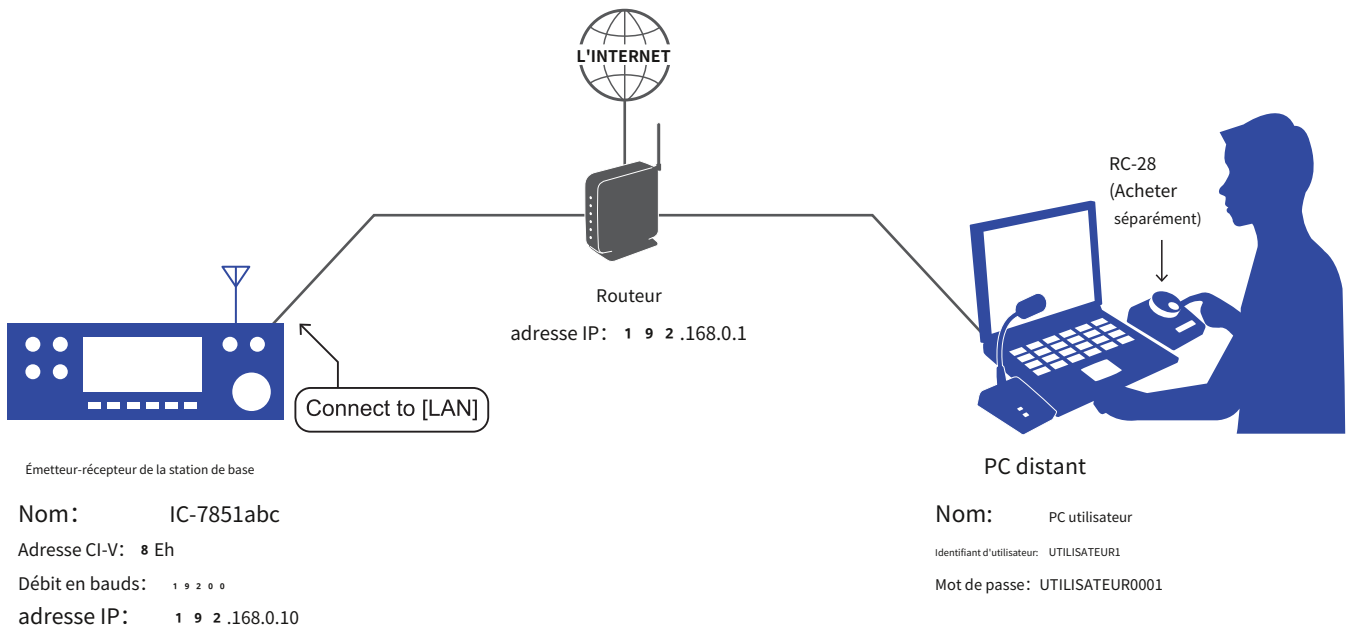 L'INTERNET
RC-28
(Acheter
séparément)
Routeur
adresse IP: 192.168.0.1
Connect to [LAN]
Émetteur-récepteur de la station de base
Nom: IC-7851abc
Adresse CI-V: 8Eh
Débit en bauds: 19200
adresse IP: 192.168.0.10
PC distant
Nom: PC utilisateur
Identifiant d'utilisateur: UTILISATEUR1
Mot de passe: UTILISATEUR0001